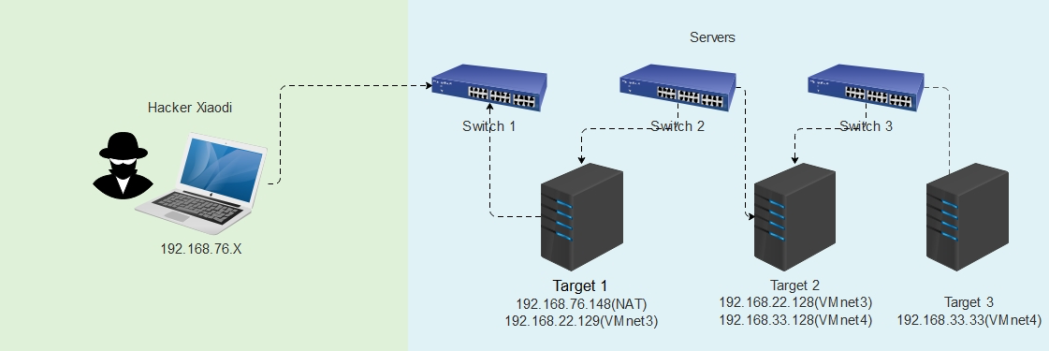 Servers
Hacker Xiaodi
Switch 1
Switch 2
Switch 3
192.168.76.X
Target 1
192.168.76.148(NAT)
192.168.22.129(VMnet3)
Target 2
192.168.22.128(VMnet3)
192.168.33.128(VMnet4)
Target 3
192.168.33.33(VMnet4)